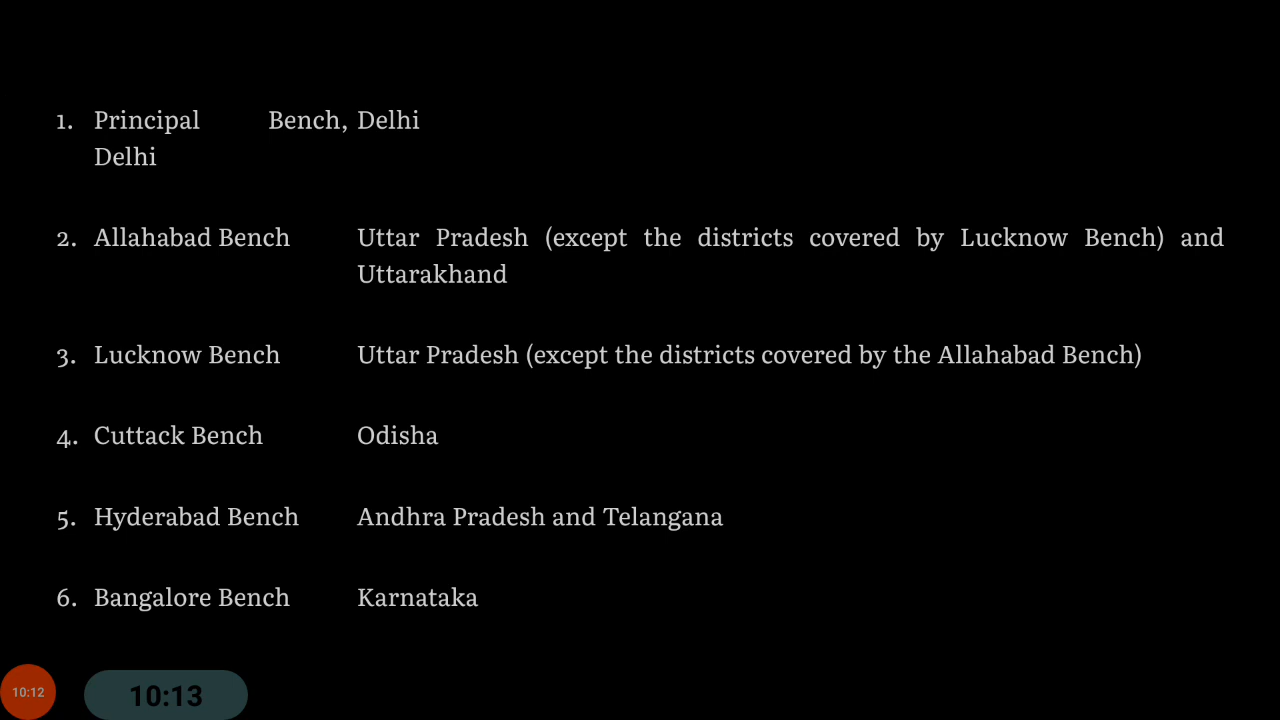 1. Principal Bench, Delhi
Delhi
2. Allahabad Bench Uttar Pradesh (except the districts covered by Lucknow Bench) and
Uttarakhand
3. Lucknow Bench Uttar Pradesh (except the districts covered by the Allahabad Bench)
4. Cuttack Bench Odisha
5. Hyderabad Bench Andhra Pradesh and Telangana
6. Bangalore Bench Karnataka
10:12 10:13